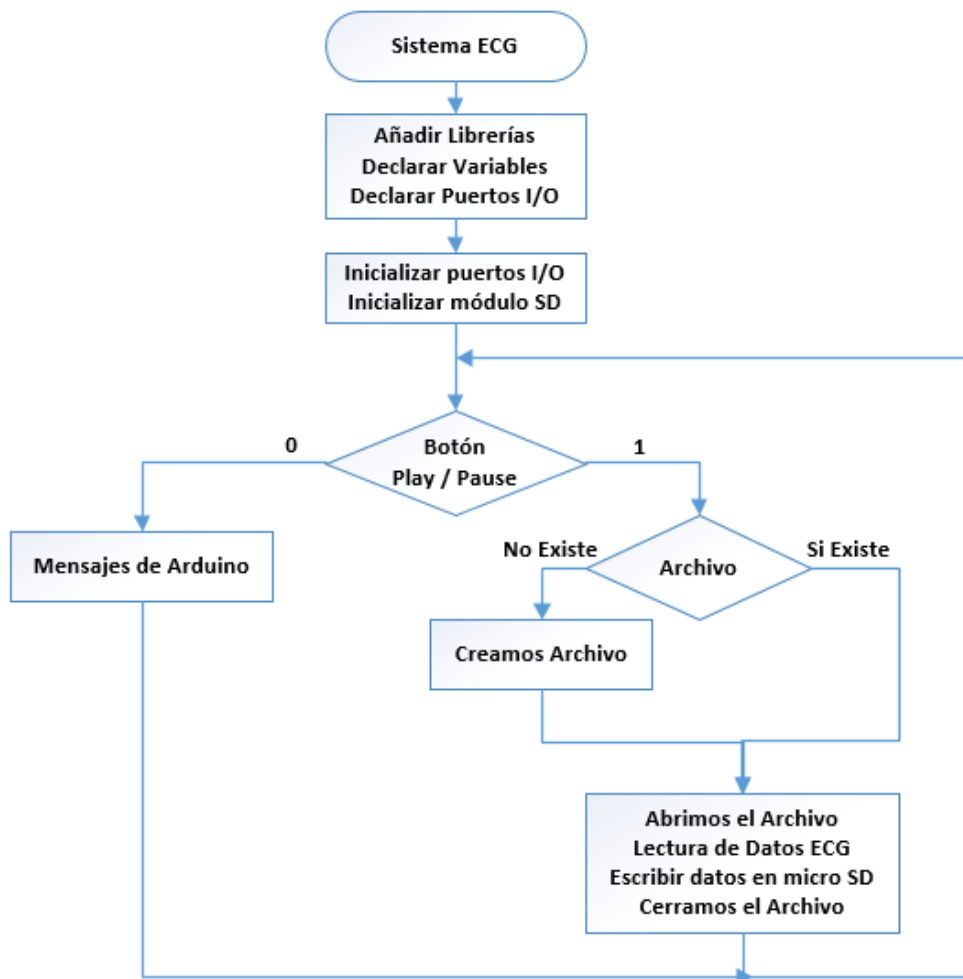 Sistema ECG
Añadir Librerías
Declarar Variables
Declarar Puertos I/O
Inicializar puertos I/O
Inicializar módulo SD
0
Botón
Play / Pause
1
Mensajes de Arduino
No Existe
Archivo
Si Existe
Creamos Archivo
Abrimos el Archivo
Lectura de Datos ECG
Escribir datos en micro SD
Cerramos el Archivo